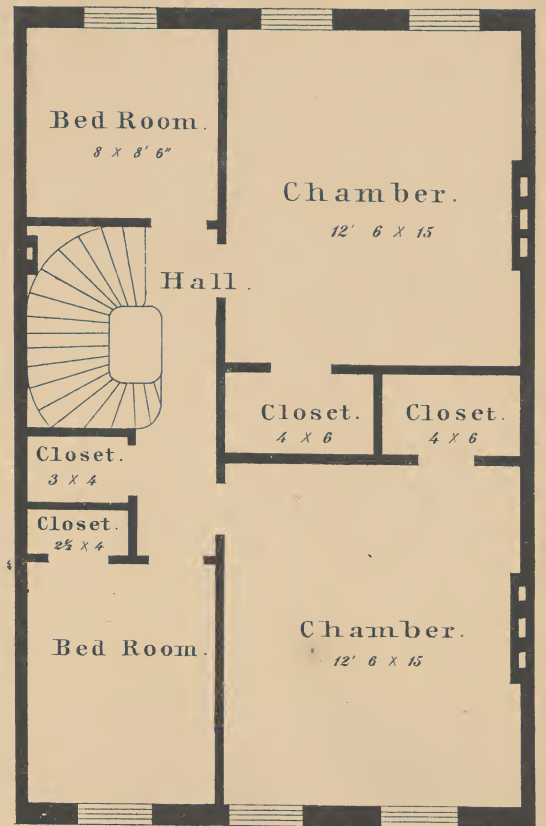 Bed Room.
8 X 8' 6"
Chamber.
12' 6 X 15
Hall.
Closet.
4 X 6
Closet.
4 X 6
Closet.
3 X 4
Closet.
2½ X 4
Bed Room.
Chamber.
12' 6 X 15